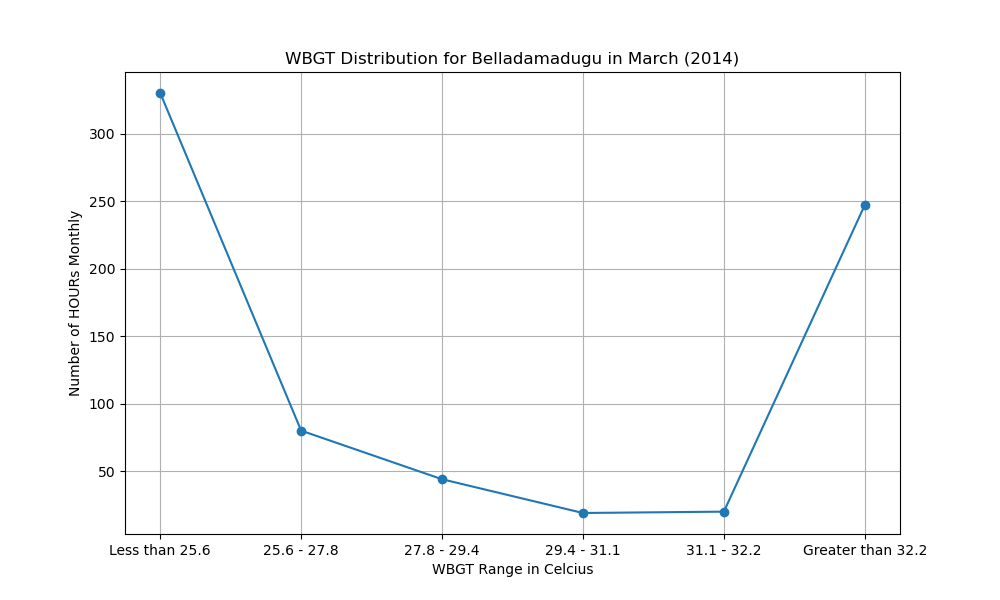 WBGT Distribution for Belladamadugu in March (2014)
Number of HOURs Monthly
300
250
200
150
100
50
Less than 25.6
25.6 - 27.8
27.8 - 29.4
29.4 - 31.1
31.1 - 32.2
Greater than 32.2
WBGT Range in Celcius